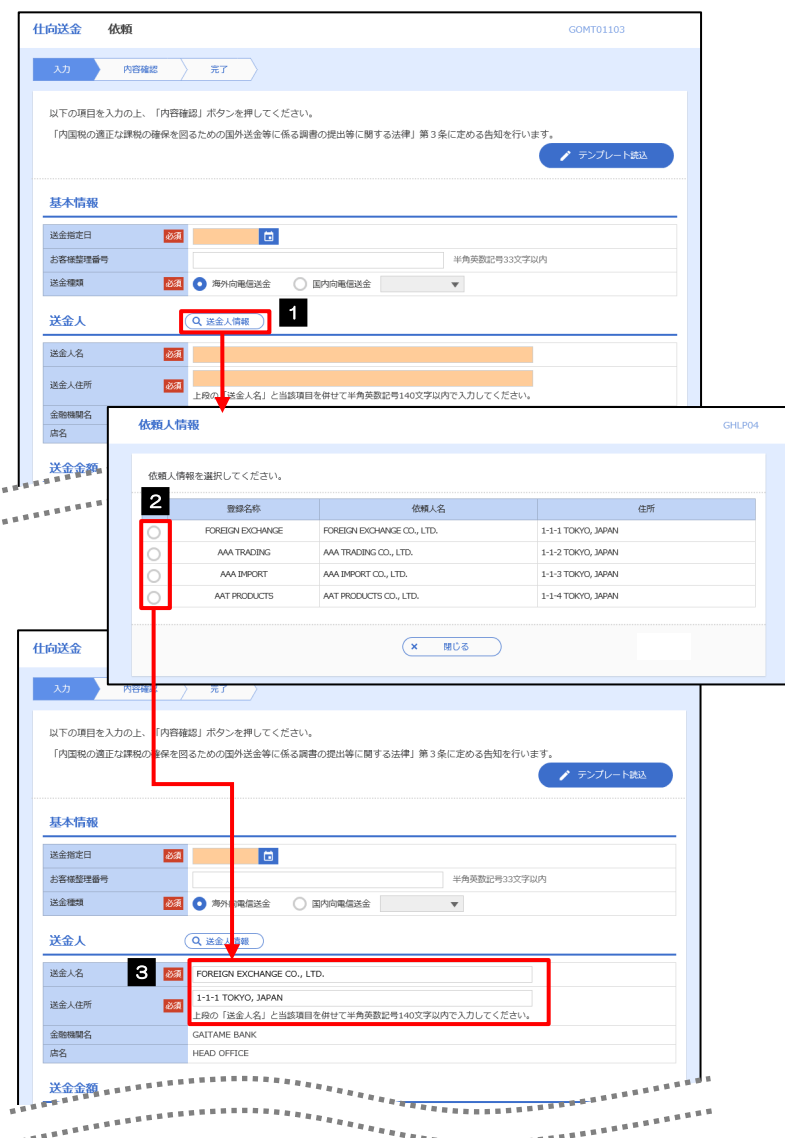 仕向送金 依頼 GOMT01103
入力 内容確認 完了
以下の項目を入力の上、「内容確認」ボタンを押してください。
「内国税の適正な課税の確保を図るための国外送金等に係る調書の提出等に関する法律」第３条に定める告知を行います。
テンプレート読込
基本情報
送金指定日 必須
お客様整理番号 半角英数記号33文字以内
送金種類 必須 海外向電信送金 国内向電信送金
送金人 送金人情報 1
送金人名 必須
送金人住所 必須
上段の「送金人名」と当該項目を併せて半角英数記号140文字以内で入力してください。
金融機関名
店名
送金金額
依頼人情報 GHLP04
依頼人情報を選択してください。
2 登録名称 依頼人名 住所
FOREIGN EXCHANGE FOREIGN EXCHANGE CO., LTD. 1-1-1 TOKYO, JAPAN
AAA TRADING AAA TRADING CO., LTD. 1-1-2 TOKYO, JAPAN
AAA IMPORT AAA IMPORT CO., LTD. 1-1-3 TOKYO, JAPAN
AAT PRODUCTS AAT PRODUCTS CO., LTD. 1-1-4 TOKYO, JAPAN
× 閉じる
仕向送金
入力 内容確認 完了
以下の項目を入力の上、「内容確認」ボタンを押してください。
「内国税の適正な課税の確保を図るための国外送金等に係る調書の提出等に関する法律」第３条に定める告知を行います。
テンプレート読込
基本情報
送金指定日 必須
お客様整理番号 半角英数記号33文字以内
送金種類 必須 海外向電信送金 国内向電信送金
送金人 送金人情報
送金人名 3 必須 FOREIGN EXCHANGE CO., LTD.
送金人住所 必須 1-1-1 TOKYO, JAPAN
上段の「送金人名」と当該項目を併せて半角英数記号140文字以内で入力してください。
金融機関名 GAITAME BANK
店名 HEAD OFFICE
送金金額